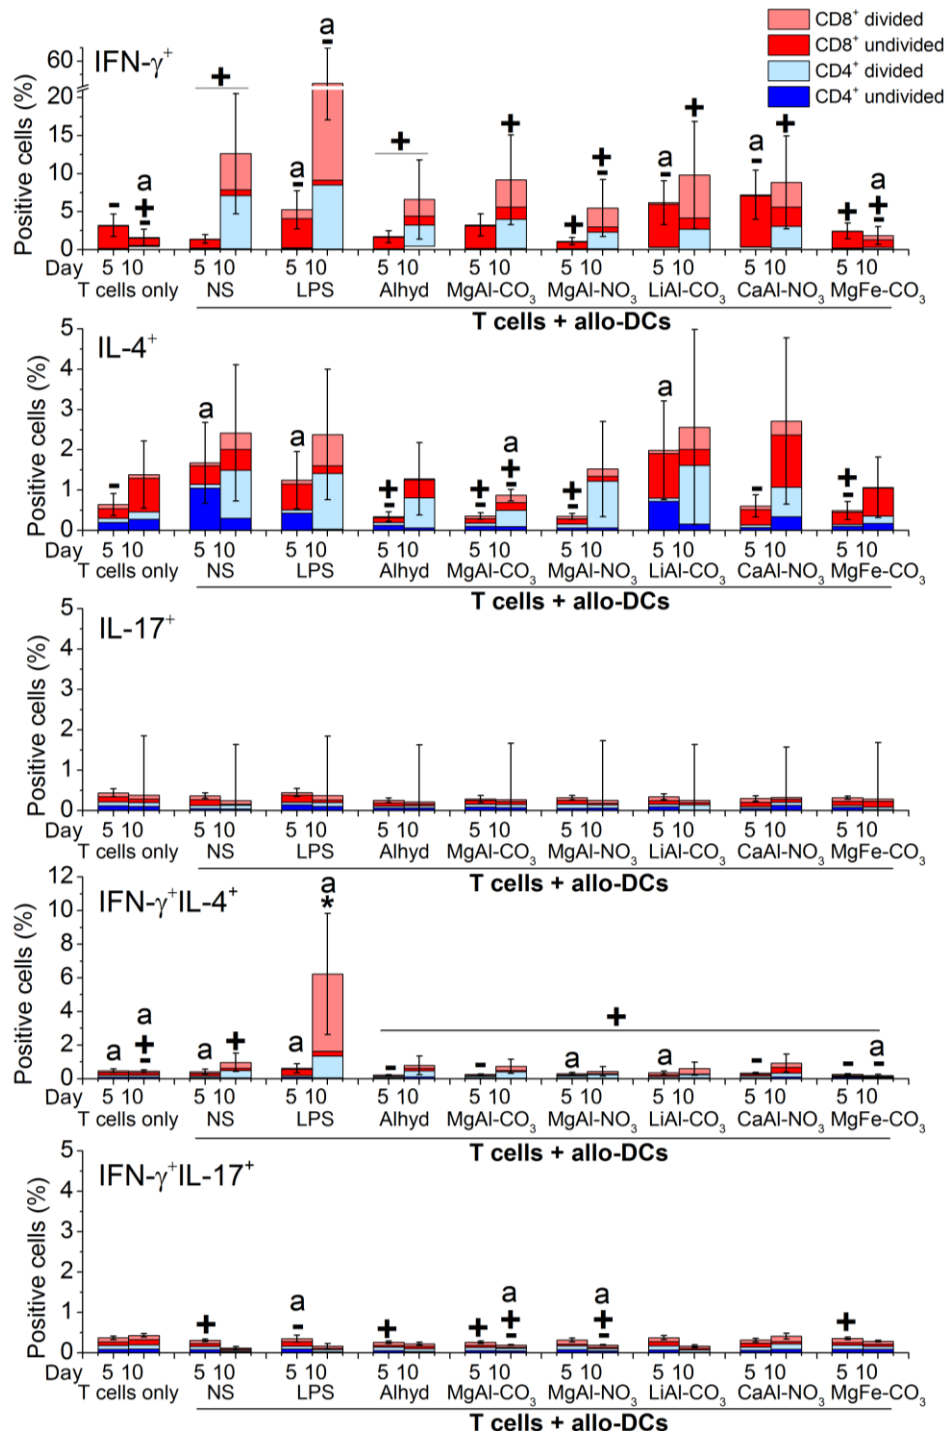 CD8⁺ divided
CD8⁺ undivided
CD4⁺ divided
CD4⁺ undivided
IFN-γ⁺
Positive cells (%)
60
20
15
10
5
0
a
a
a
a
a
a
+ - - + - + + - + + - + - + + + -
Day 5 10 5 10 5 10 5 10 5 10 5 10 5 10 5 10 5 10
T cells only NS LPS Alhyd MgAl-CO₃ MgAl-NO₃ LiAl-CO₃ CaAl-NO₃ MgFe-CO₃
T cells + allo-DCs
IL-4⁺
Positive cells (%)
5
4
3
2
1
0
a a a a
- + - + - + - + - - + -
Day 5 10 5 10 5 10 5 10 5 10 5 10 5 10 5 10 5 10
T cells only NS LPS Alhyd MgAl-CO₃ MgAl-NO₃ LiAl-CO₃ CaAl-NO₃ MgFe-CO₃
T cells + allo-DCs
IL-17⁺
Positive cells (%)
5
4
3
2
1
0
Day 5 10 5 10 5 10 5 10 5 10 5 10 5 10 5 10 5 10
T cells only NS LPS Alhyd MgAl-CO₃ MgAl-NO₃ LiAl-CO₃ CaAl-NO₃ MgFe-CO₃
T cells + allo-DCs
IFN-γ⁺IL-4⁺
Positive cells (%)
12
10
8
6
4
2
0
a
*
+
a a + - a + a - - a a - - a -
Day 5 10 5 10 5 10 5 10 5 10 5 10 5 10 5 10 5 10
T cells only NS LPS Alhyd MgAl-CO₃ MgAl-NO₃ LiAl-CO₃ CaAl-NO₃ MgFe-CO₃
T cells + allo-DCs
IFN-γ⁺IL-17⁺
Positive cells (%)
5
4
3
2
1
0
a a a
+ - + + + - + - +
Day 5 10 5 10 5 10 5 10 5 10 5 10 5 10 5 10 5 10
T cells only NS LPS Alhyd MgAl-CO₃ MgAl-NO₃ LiAl-CO₃ CaAl-NO₃ MgFe-CO₃
T cells + allo-DCs